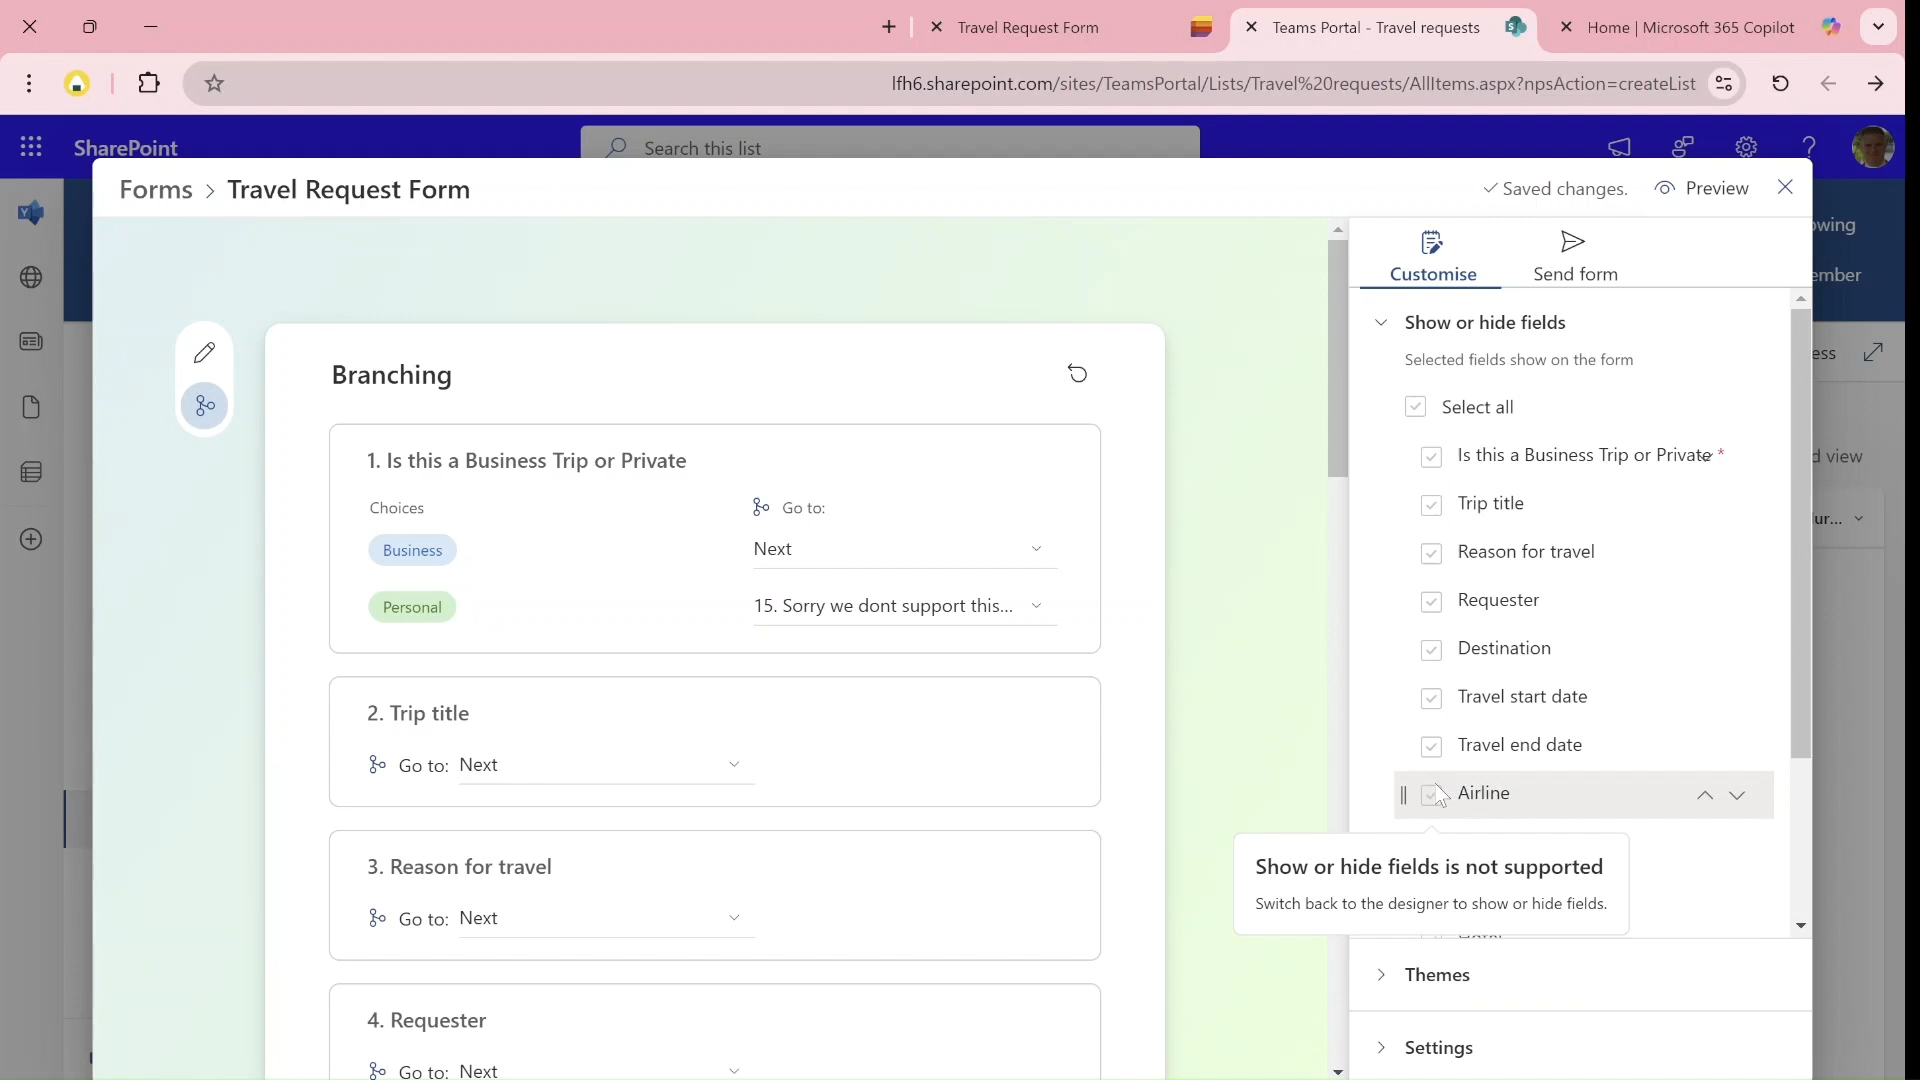 Travel Request Form
Teams Portal - Travel requests
Home | Microsoft 365 Copilot
lfh6.sharepoint.com/sites/TeamsPortal/Lists/Travel%20requests/AllItems.aspx?npsAction=createList
SharePoint
Search this list
Forms > Travel Request Form
Saved changes.
Preview
owing
ember
ess
d view
ur...
Branching
1. Is this a Business Trip or Private
Choices
Go to:
Business
Next
Personal
15. Sorry we dont support this...
2. Trip title
Go to: Next
3. Reason for travel
Go to: Next
4. Requester
Go to: Next
Customise
Send form
Show or hide fields
Selected fields show on the form
Select all
Is this a Business Trip or Private *
Trip title
Reason for travel
Requester
Destination
Travel start date
Travel end date
Airline
Show or hide fields is not supported
Switch back to the designer to show or hide fields.
Hotel
Themes
Settings